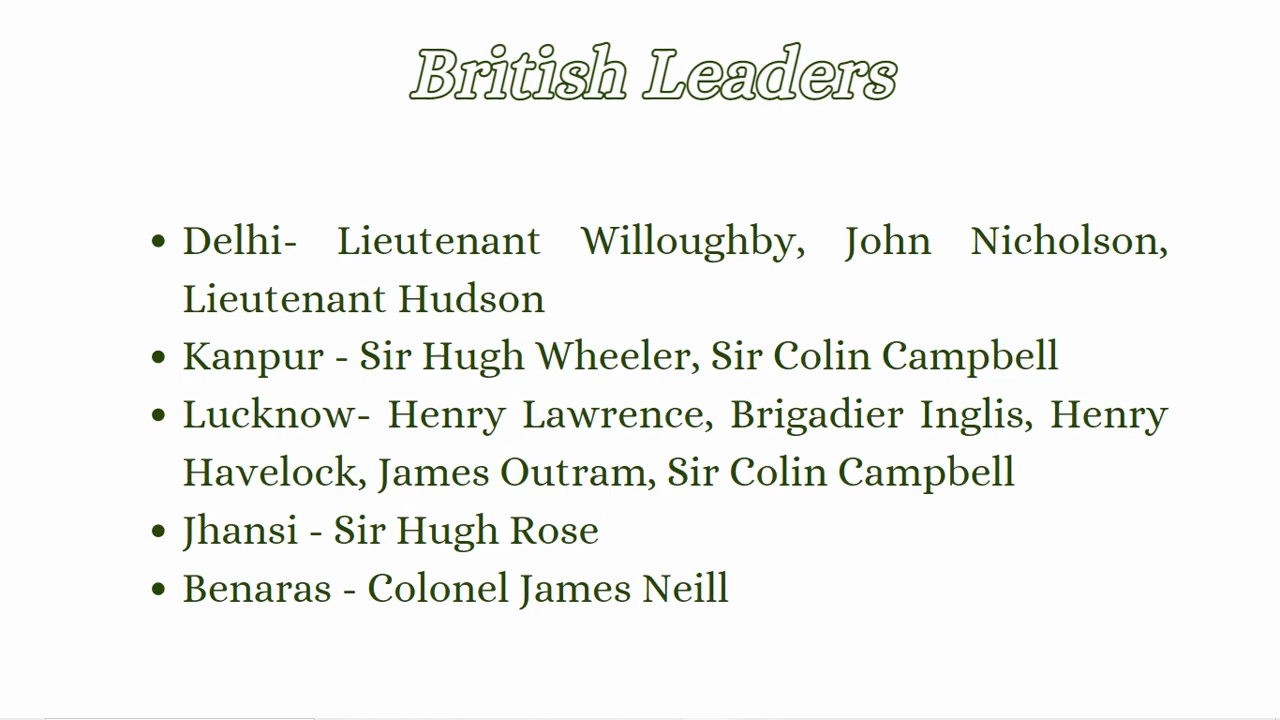 British Leaders
• Delhi- Lieutenant Willoughby, John Nicholson,
Lieutenant Hudson
• Kanpur - Sir Hugh Wheeler, Sir Colin Campbell
• Lucknow- Henry Lawrence, Brigadier Inglis, Henry
Havelock, James Outram, Sir Colin Campbell
• Jhansi - Sir Hugh Rose
• Benaras - Colonel James Neill